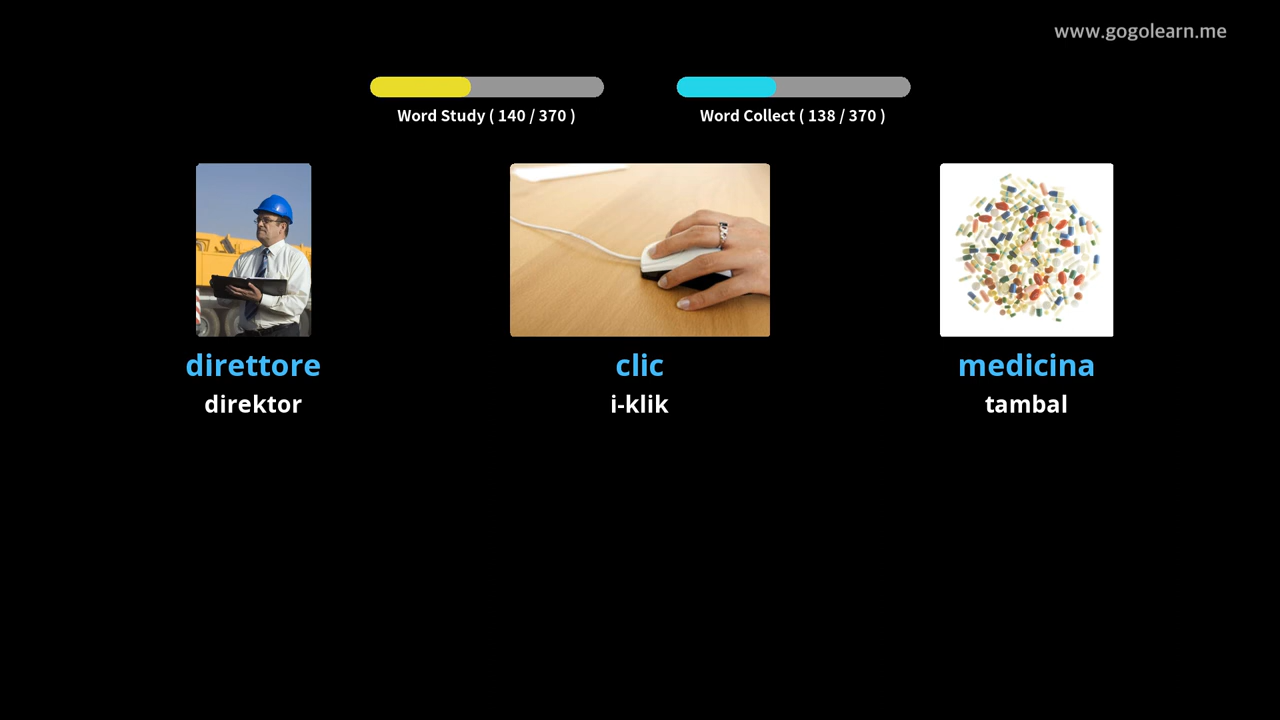 www.gogolearn.me
Word Study ( 140 / 370 )
Word Collect ( 138 / 370 )
direttore
direktor
clic
i-klik
medicina
tambal